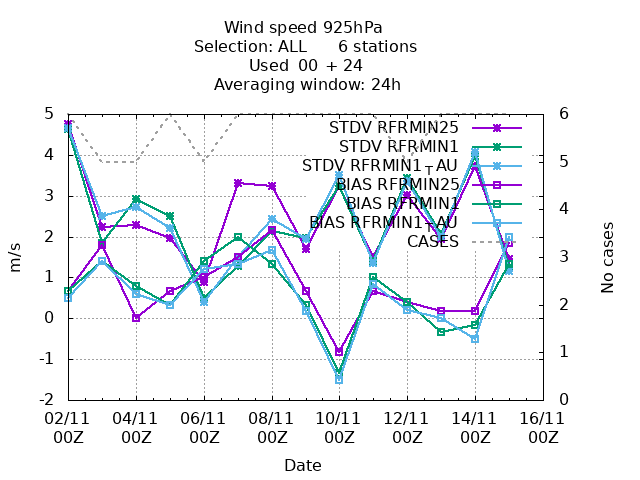 Wind speed 925hPa
Selection: ALL 6 stations
Used 00 + 24
Averaging window: 24h
5
4
3
2
1
0
-1
-2
m/s
6
5
4
3
2
1
0
No cases
STDV RFRMIN25
STDV RFRMIN1
STDV RFRMIN1TAU
BIAS RFRMIN25
BIAS RFRMIN1
BIAS RFRMIN1TAU
CASES
02/11 04/11 06/11 08/11 10/11 12/11 14/11 16/11
00Z 00Z 00Z 00Z 00Z 00Z 00Z 00Z
Date